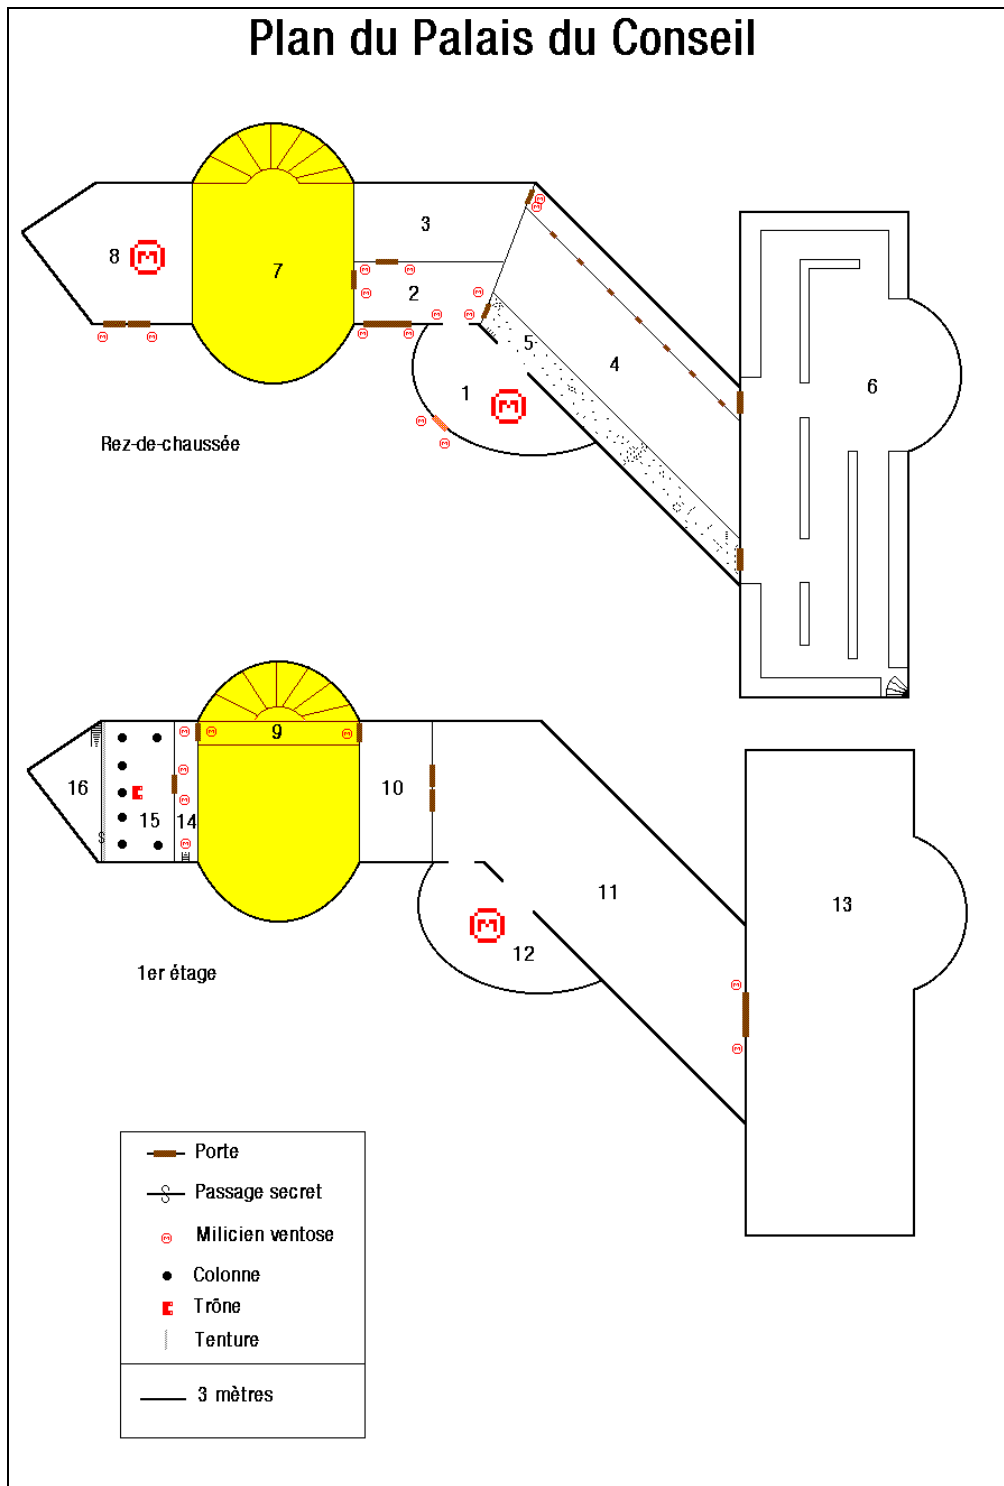 Plan du Palais du Conseil
3
8
7
2
5
4
6
1
Rez-de-chaussée
9
16
10
15
14
11
13
12
1er étage
Porte
S Passage secret
Milicien ventose
Colonne
Trône
Tenture
3 mètres